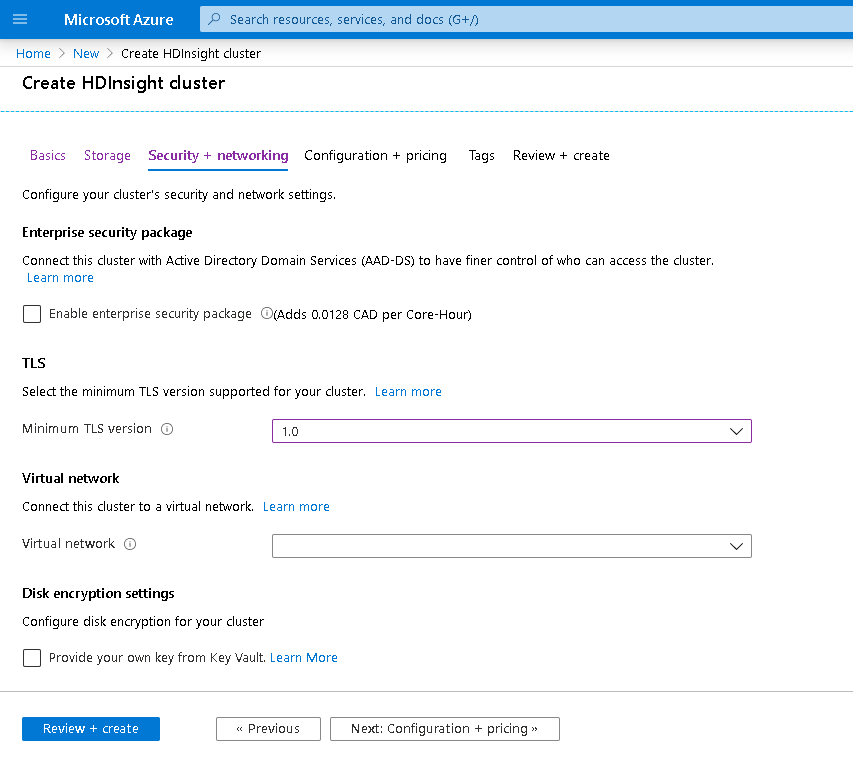 Microsoft Azure
Search resources, services, and docs (G+/)
Home > New > Create HDInsight cluster
Create HDInsight cluster
Basics Storage Security + networking Configuration + pricing Tags Review + create
Configure your cluster's security and network settings.
Enterprise security package
Connect this cluster with Active Directory Domain Services (AAD-DS) to have finer control of who can access the cluster.
Learn more
Enable enterprise security package (Adds 0.0128 CAD per Core-Hour)
TLS
Select the minimum TLS version supported for your cluster. Learn more
Minimum TLS version 1.0
Virtual network
Connect this cluster to a virtual network. Learn more
Virtual network
Disk encryption settings
Configure disk encryption for your cluster
Provide your own key from Key Vault. Learn More
Review + create « Previous Next: Configuration + pricing »